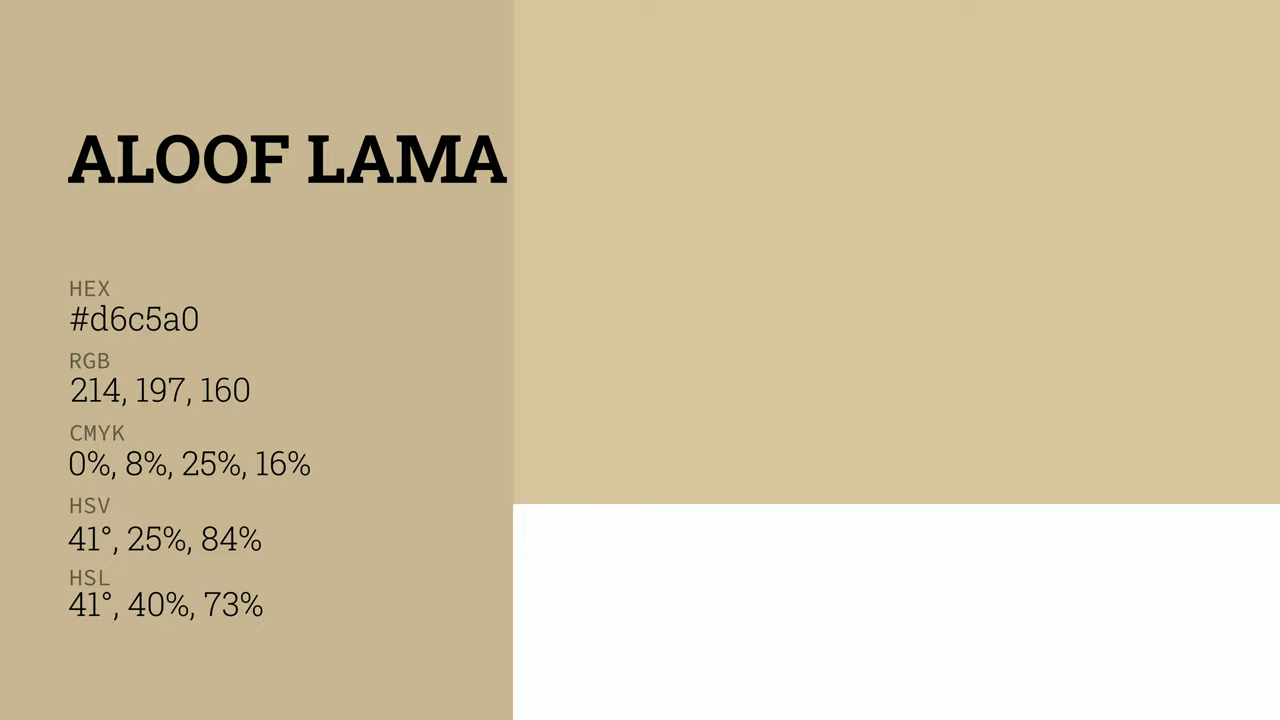 ALOOF LAMA
HEX
#d6c5a0
RGB
214, 197, 160
CMYK
0%, 8%, 25%, 16%
HSV
41°, 25%, 84%
HSL
41°, 40%, 73%